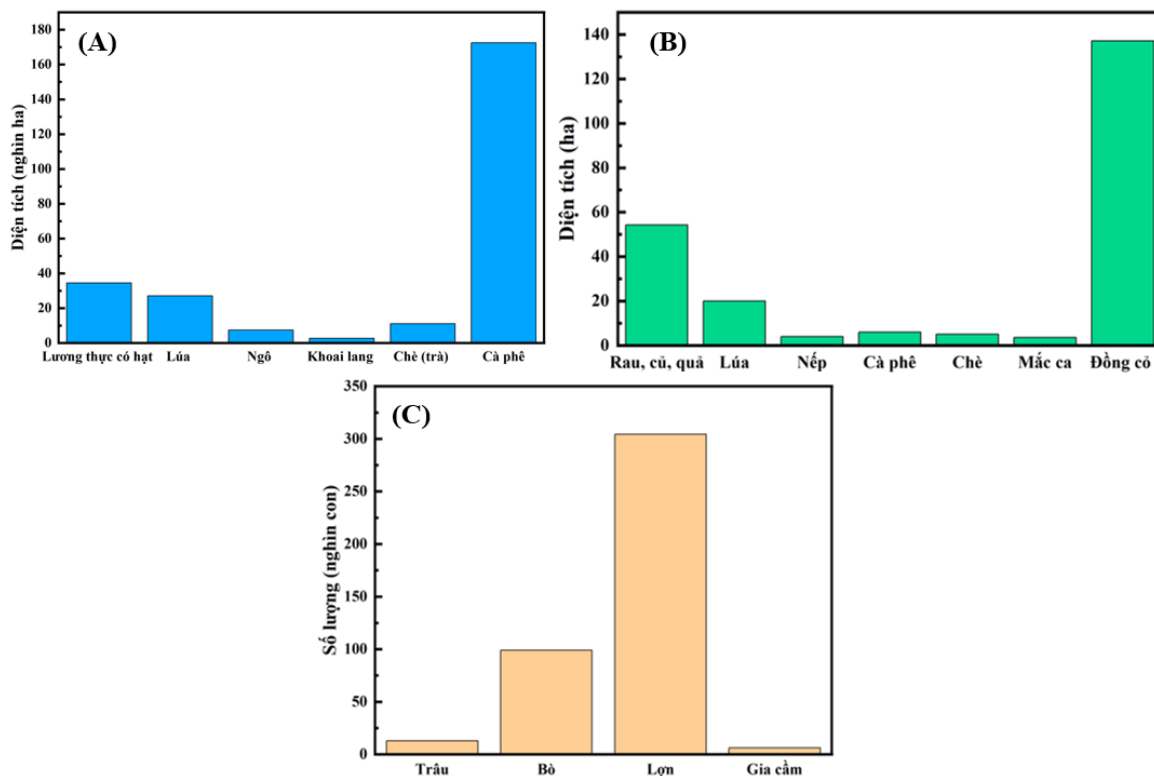 (A)
Diện tích (nghìn ha)
180
160
140
120
100
80
60
40
20
0
Lương thực có hạt Lúa Ngô Khoai lang Chè (trà) Cà phê
(B)
Diện tích (ha)
140
120
100
80
60
40
20
0
Rau, củ, quả Lúa Nếp Cà phê Chè Mắc ca Đồng cỏ
(C)
Số lượng (nghìn con)
350
300
250
200
150
100
50
0
Trâu Bò Lợn Gia cầm